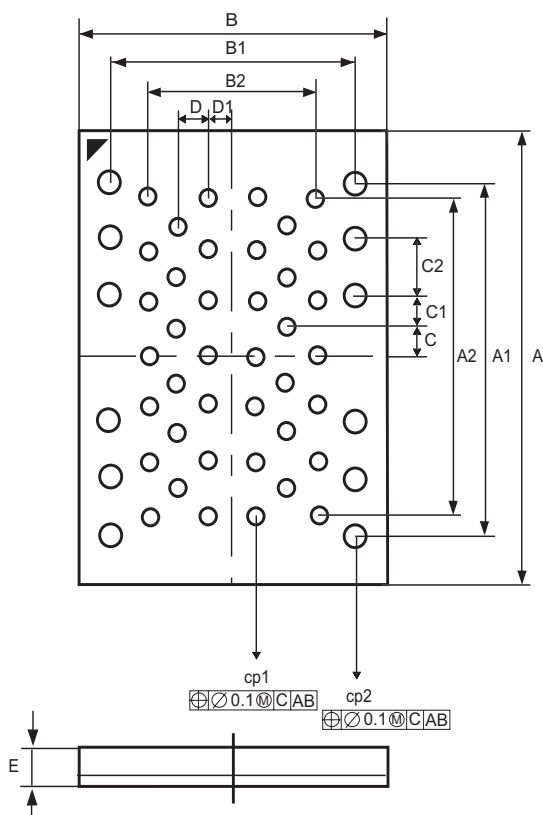 B
B1
B2
D D1
C2
C1
C
A2 A1 A
cp1
⌖ ∅ 0.1 Ⓜ C AB
cp2
⌖ ∅ 0.1 Ⓜ C AB
E